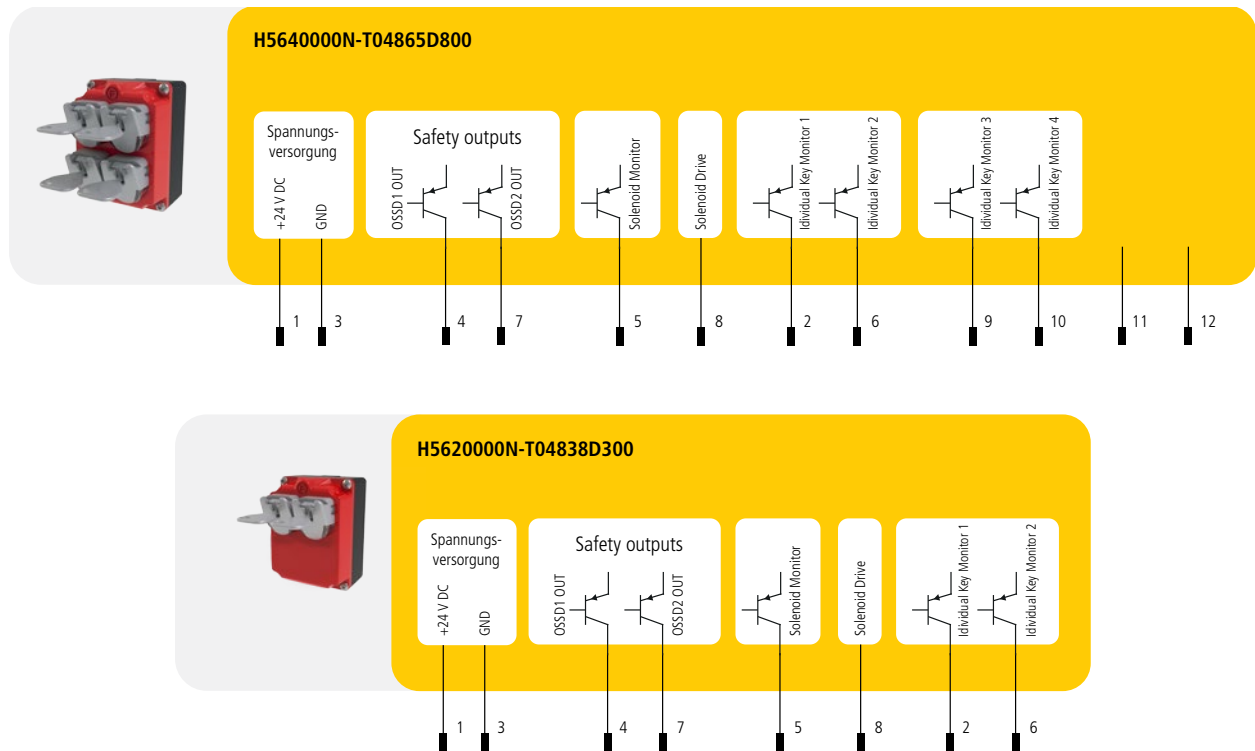 H5640000N-T04865D800
Spannungs-
versorgung
+24 V DC
GND
Safety outputs
OSSD1 OUT
OSSD2 OUT
Solenoid Monitor
Solenoid Drive
Idividual Key Monitor 1
Idividual Key Monitor 2
Idividual Key Monitor 3
Idividual Key Monitor 4
1 3 4 7 5 8 2 6 9 10 11 12
H5620000N-T04838D300
Spannungs-
versorgung
+24 V DC
GND
Safety outputs
OSSD1 OUT
OSSD2 OUT
Solenoid Monitor
Solenoid Drive
Idividual Key Monitor 1
Idividual Key Monitor 2
1 3 4 7 5 8 2 6